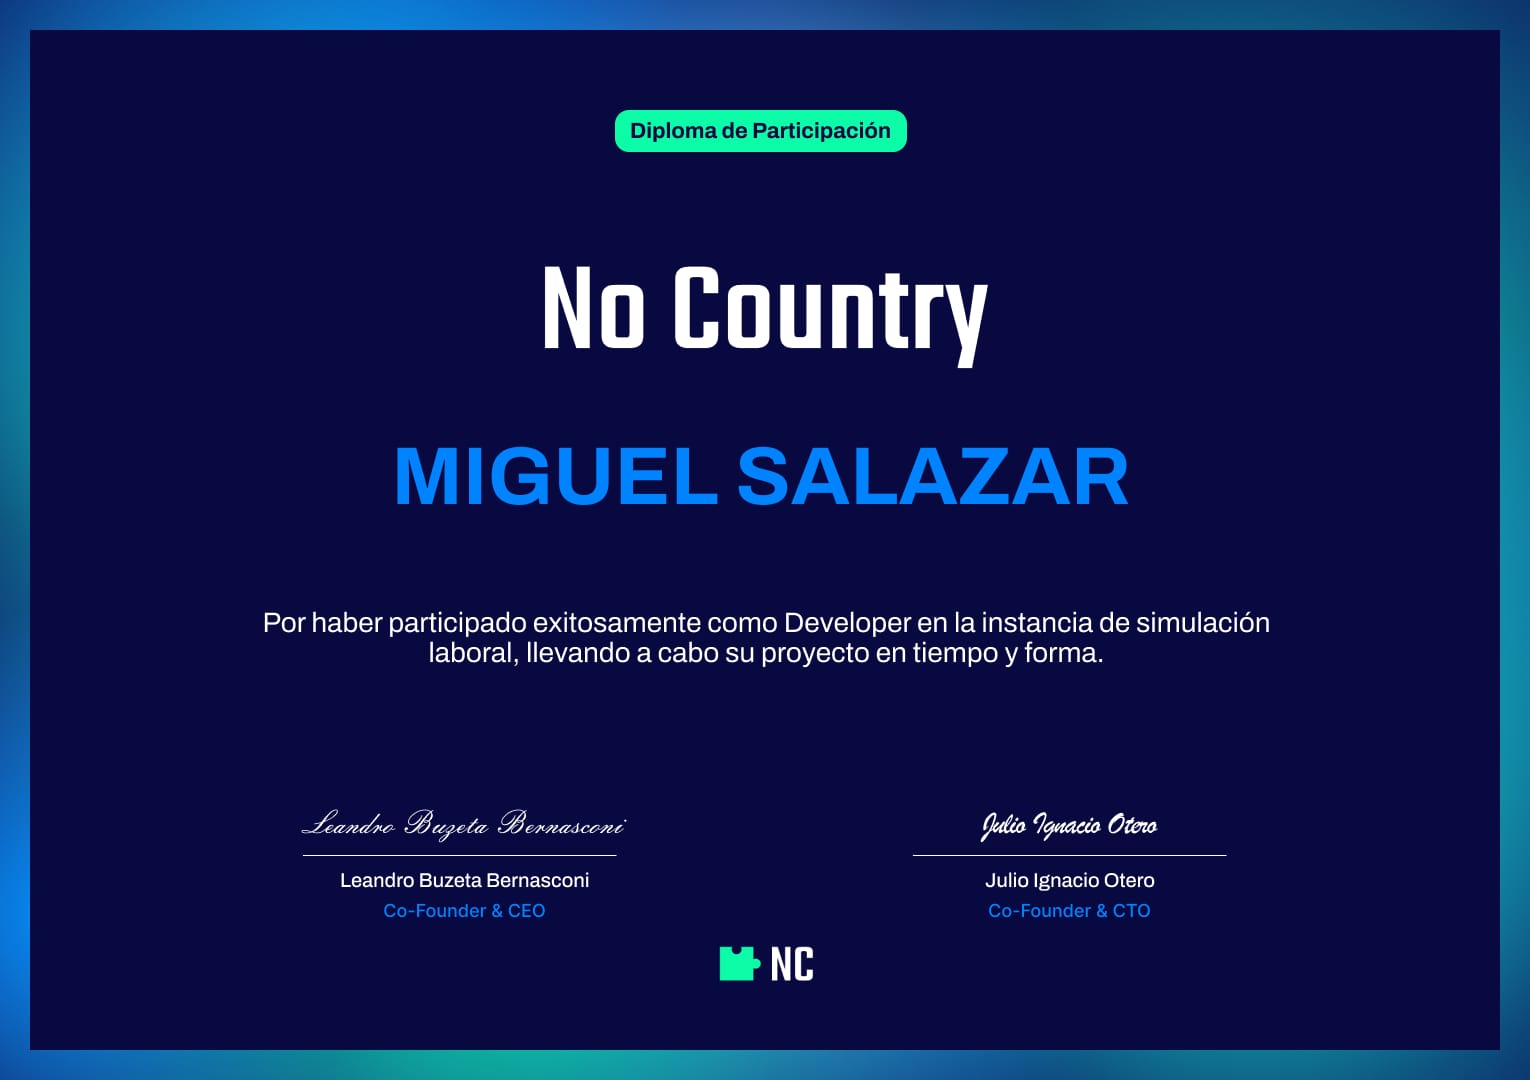 Diploma de Participación
No Country
MIGUEL SALAZAR
Por haber participado exitosamente como Developer en la instancia de simulación
laboral, llevando a cabo su proyecto en tiempo y forma.
Leandro Buzeta Bernasconi
Leandro Buzeta Bernasconi
Co-Founder & CEO
Julio Ignacio Otero
Julio Ignacio Otero
Co-Founder & CTO
NC